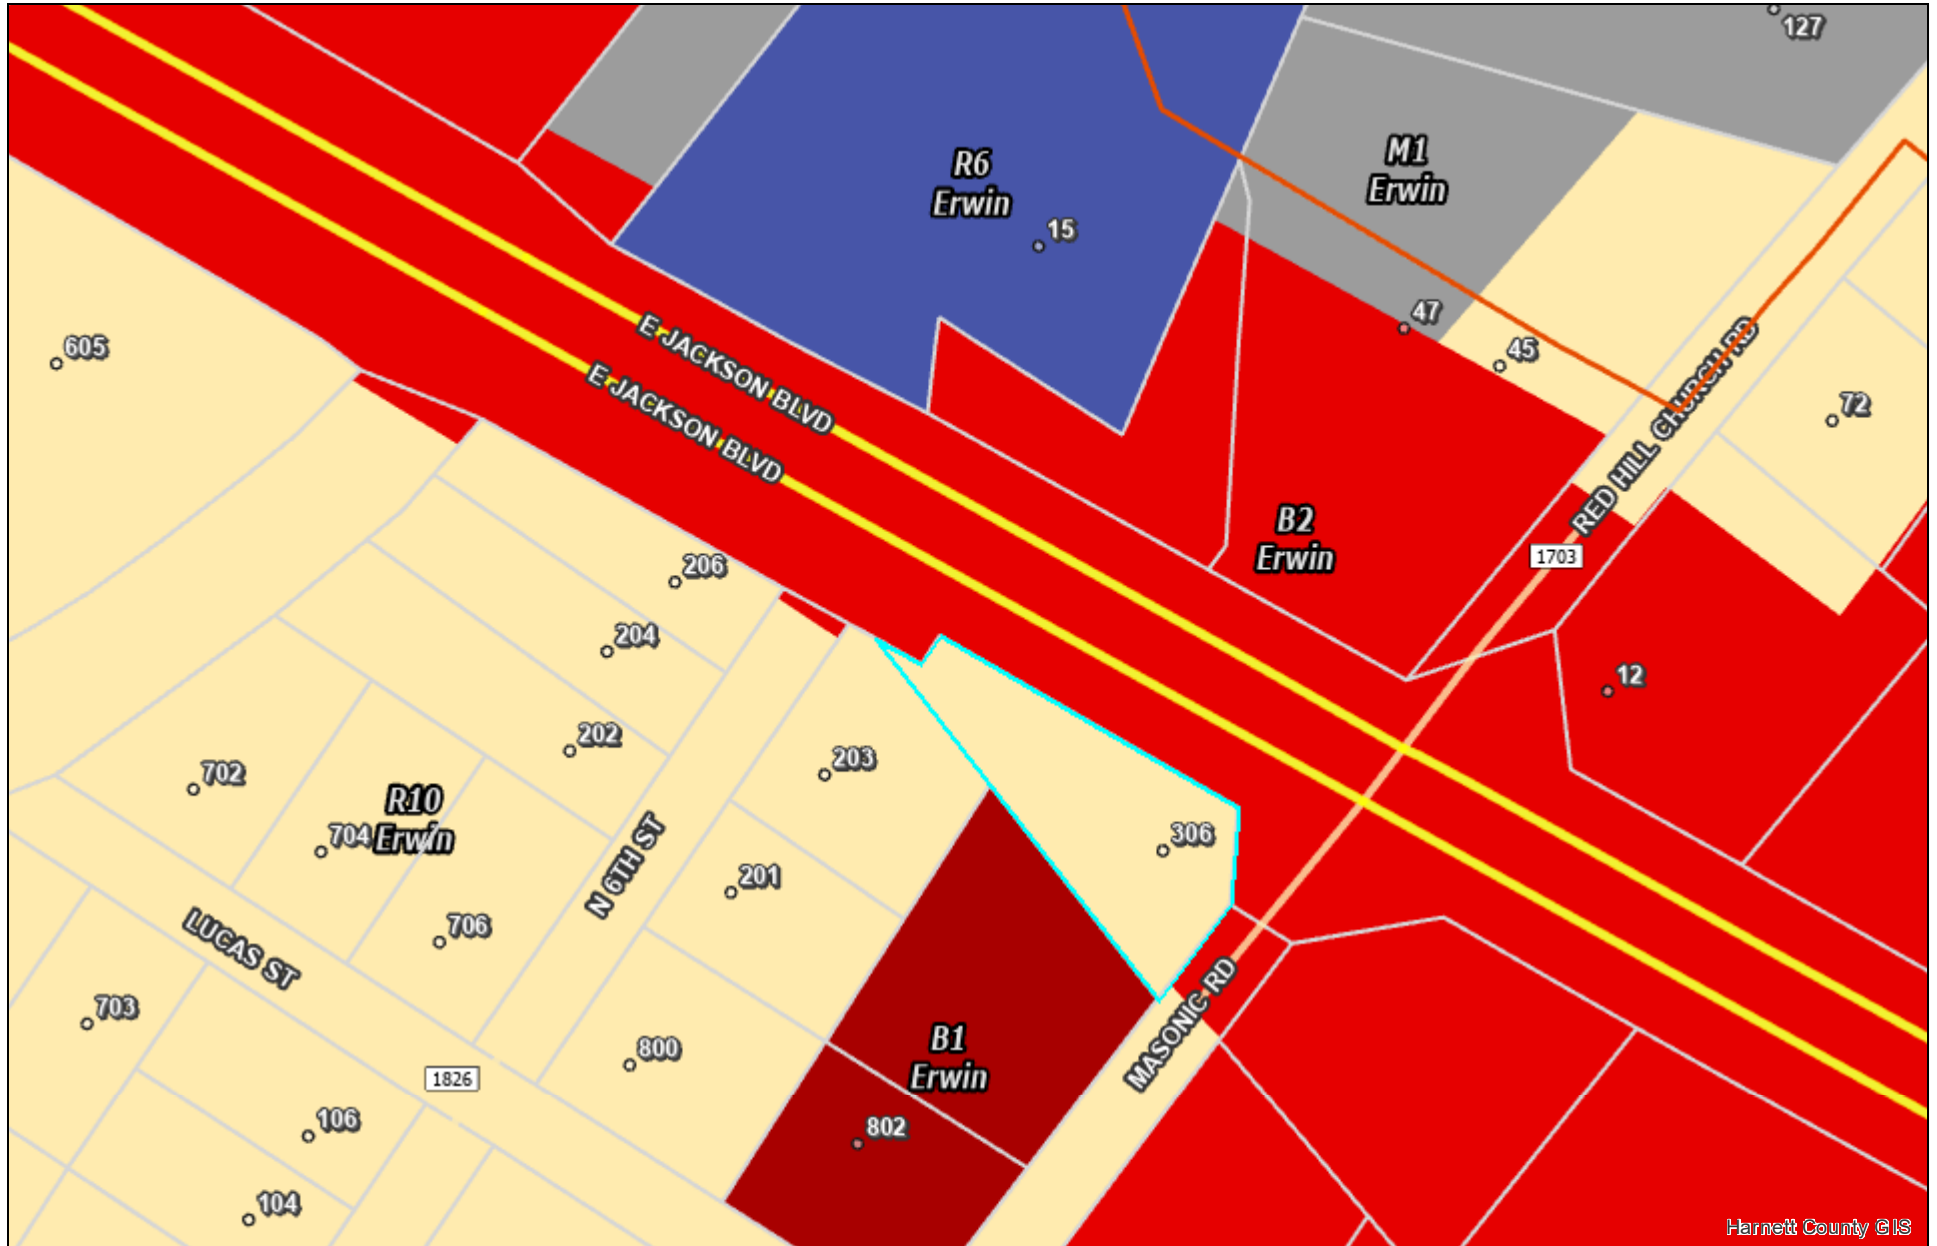 127
R6
Erwin
M1
Erwin
15
47
45
72
605
E JACKSON BLVD
E JACKSON BLVD
RED HILL CHURCH RD
B2
Erwin
1703
206
204
12
202
203
702
R10
Erwin
704
306
N 6TH ST
201
706
LUCAS ST
MASONIC RD
703
800
B1
Erwin
1826
106
802
104
Harnett County GIS